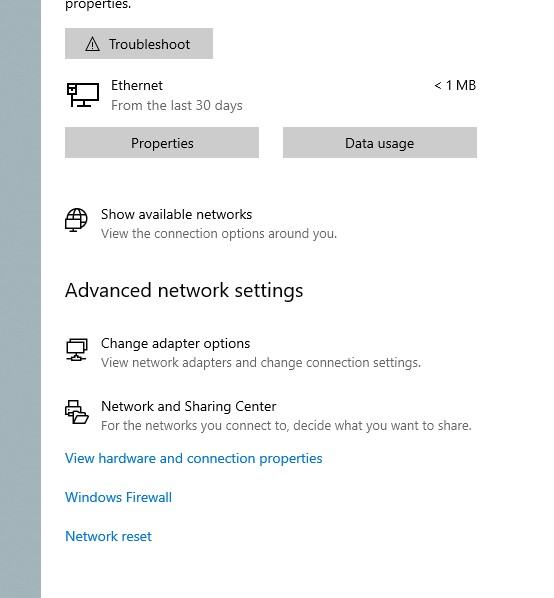 properties.
Troubleshoot
Ethernet < 1 MB
From the last 30 days
Properties Data usage
Show available networks
View the connection options around you.
Advanced network settings
Change adapter options
View network adapters and change connection settings.
Network and Sharing Center
For the networks you connect to, decide what you want to share.
View hardware and connection properties
Windows Firewall
Network reset